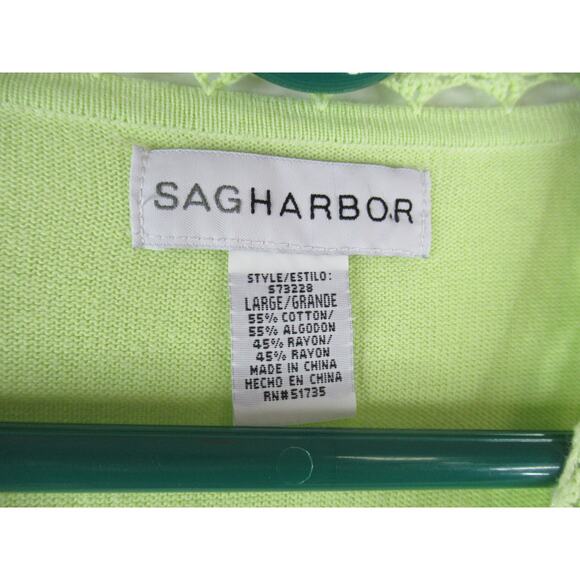 SAGHARBOR
STYLE/ESTILO:
S73228
LARGE/GRANDE
55% COTTON/
55% ALGODON
45% RAYON/
45% RAYON
MADE IN CHINA
HECHO EN CHINA
RN#51735